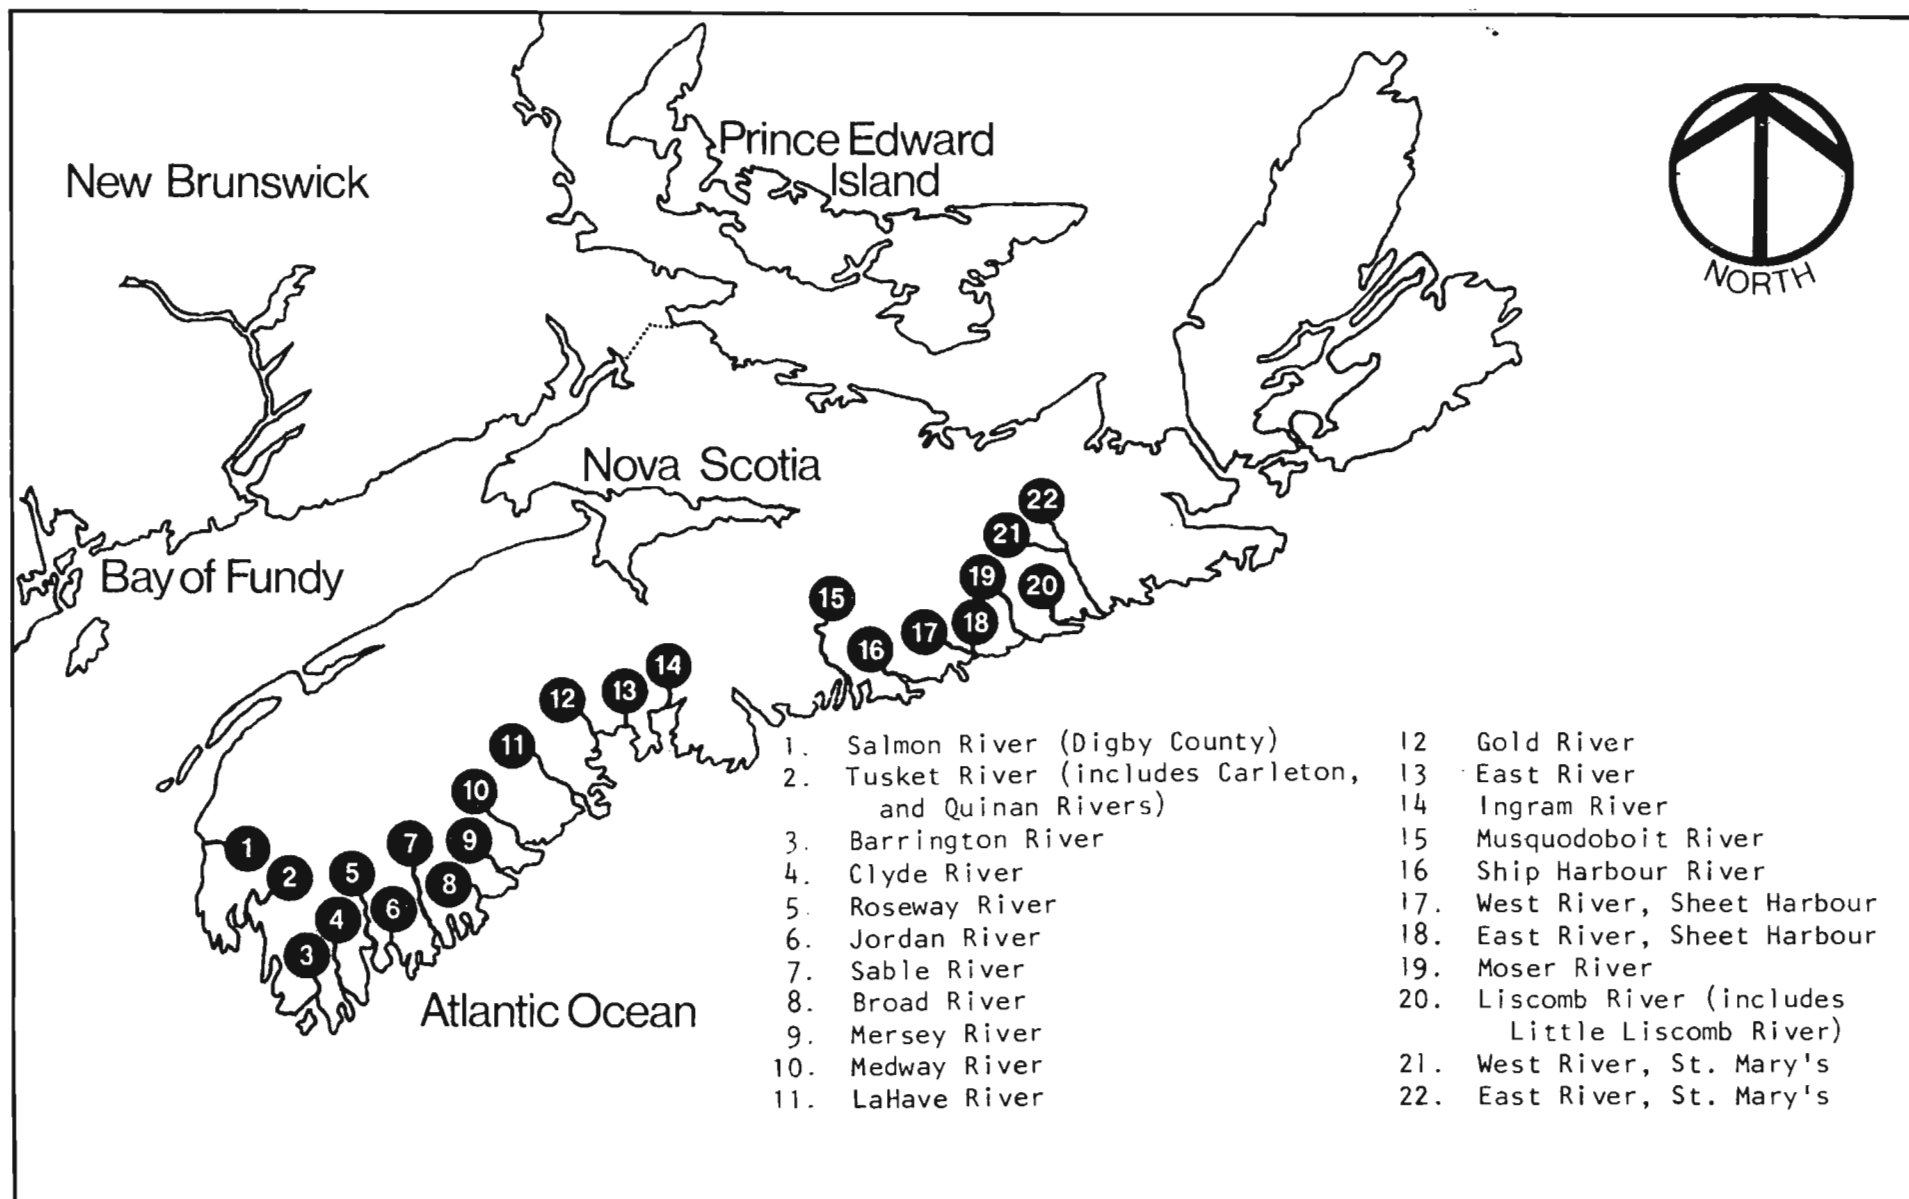 New Brunswick
Prince Edward
Island
NORTH
Nova Scotia
Bay of Fundy
Atlantic Ocean
22
21
19
20
15
18
17
16
14
13
12
11
10
9
7
1
5
2
8
6
4
3
1. Salmon River (Digby County)
2. Tusket River (includes Carleton,
and Quinan Rivers)
3. Barrington River
4. Clyde River
5. Roseway River
6. Jordan River
7. Sable River
8. Broad River
9. Mersey River
10. Medway River
11. LaHave River
12 Gold River
13 East River
14 Ingram River
15 Musquodoboit River
16 Ship Harbour River
17. West River, Sheet Harbour
18. East River, Sheet Harbour
19. Moser River
20. Liscomb River (includes
Little Liscomb River)
21. West River, St. Mary's
22. East River, St. Mary's